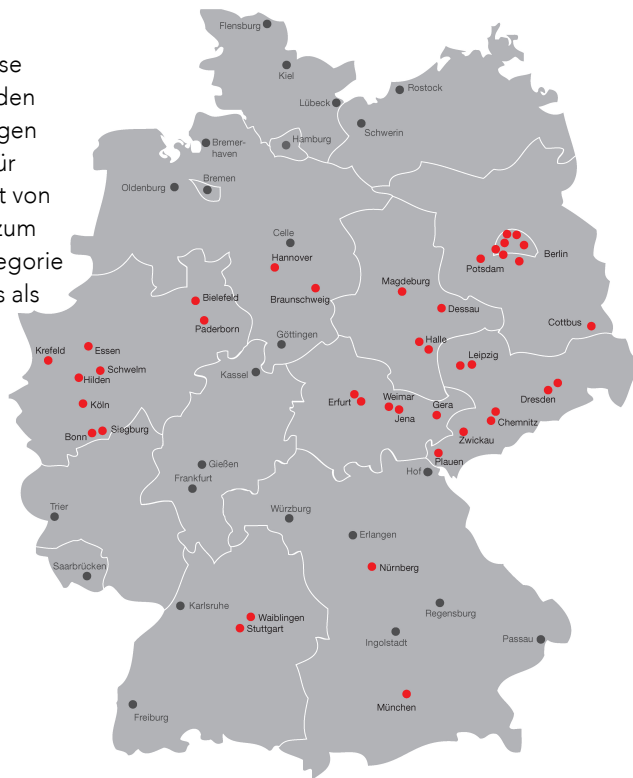 se
den
gen
für
t von
zum
egorie
s als
Flensburg
Kiel
Rostock
Lübeck
Schwerin
Hamburg
Bremer-
haven
Oldenburg
Bremen
Celle
Hannover
Berlin
Potsdam
Magdeburg
Bielefeld
Braunschweig
Dessau
Paderborn
Cottbus
Göttingen
Halle
Krefeld
Essen
Leipzig
Schwelm
Kassel
Hilden
Weimar
Dresden
Erfurt
Gera
Köln
Jena
Chemnitz
Siegburg
Bonn
Zwickau
Plauen
Gießen
Hof
Frankfurt
Trier
Würzburg
Erlangen
Saarbrücken
Nürnberg
Karlsruhe
Waiblingen
Regensburg
Stuttgart
Ingolstadt
Passau
München
Freiburg